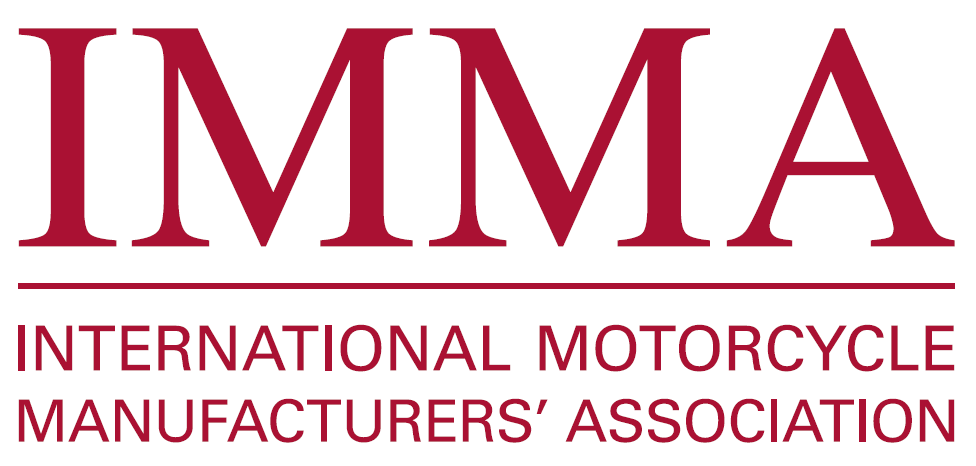 IMMA
INTERNATIONAL MOTORCYCLE
MANUFACTURERS’ ASSOCIATION